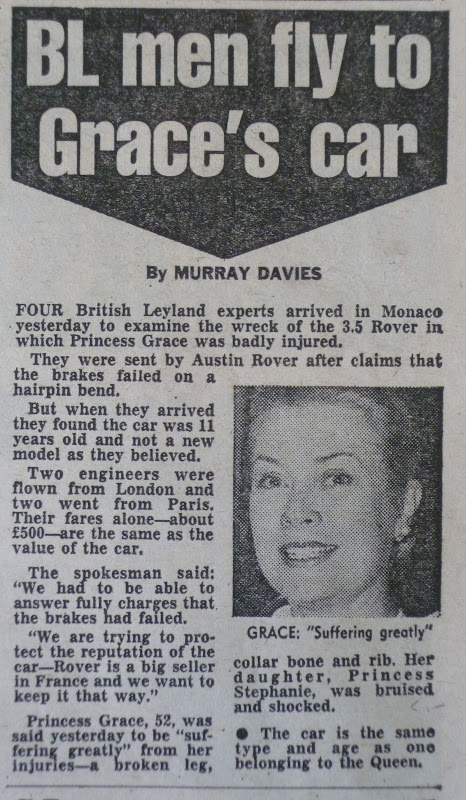 BL men fly to
Grace's car
By MURRAY DAVIES
FOUR British Leyland experts arrived in Monaco
yesterday to examine the wreck of the 3.5 Rover in
which Princess Grace was badly injured.
They were sent by Austin Rover after claims that
the brakes failed on a
hairpin bend.
But when they arrived
they found the car was 11
years old and not a new
model as they believed.
Two engineers were
flown from London and
two went from Paris.
Their fares alone—about
£500—are the same as the
value of the car.
The spokesman said:
"We had to be able to
answer fully charges that
the brakes had failed.
"We are trying to pro-
tect the reputation of the
car—Rover is a big seller
in France and we want to
keep it that way."
Princess Grace, 52, was
said yesterday to be "suf-
fering greatly" from her
injuries—a broken leg,
GRACE: "Suffering greatly"
collar bone and rib. Her
daughter, Princess
Stephanie, was bruised
and shocked.
● The car is the same
type and age as one
belonging to the Queen.